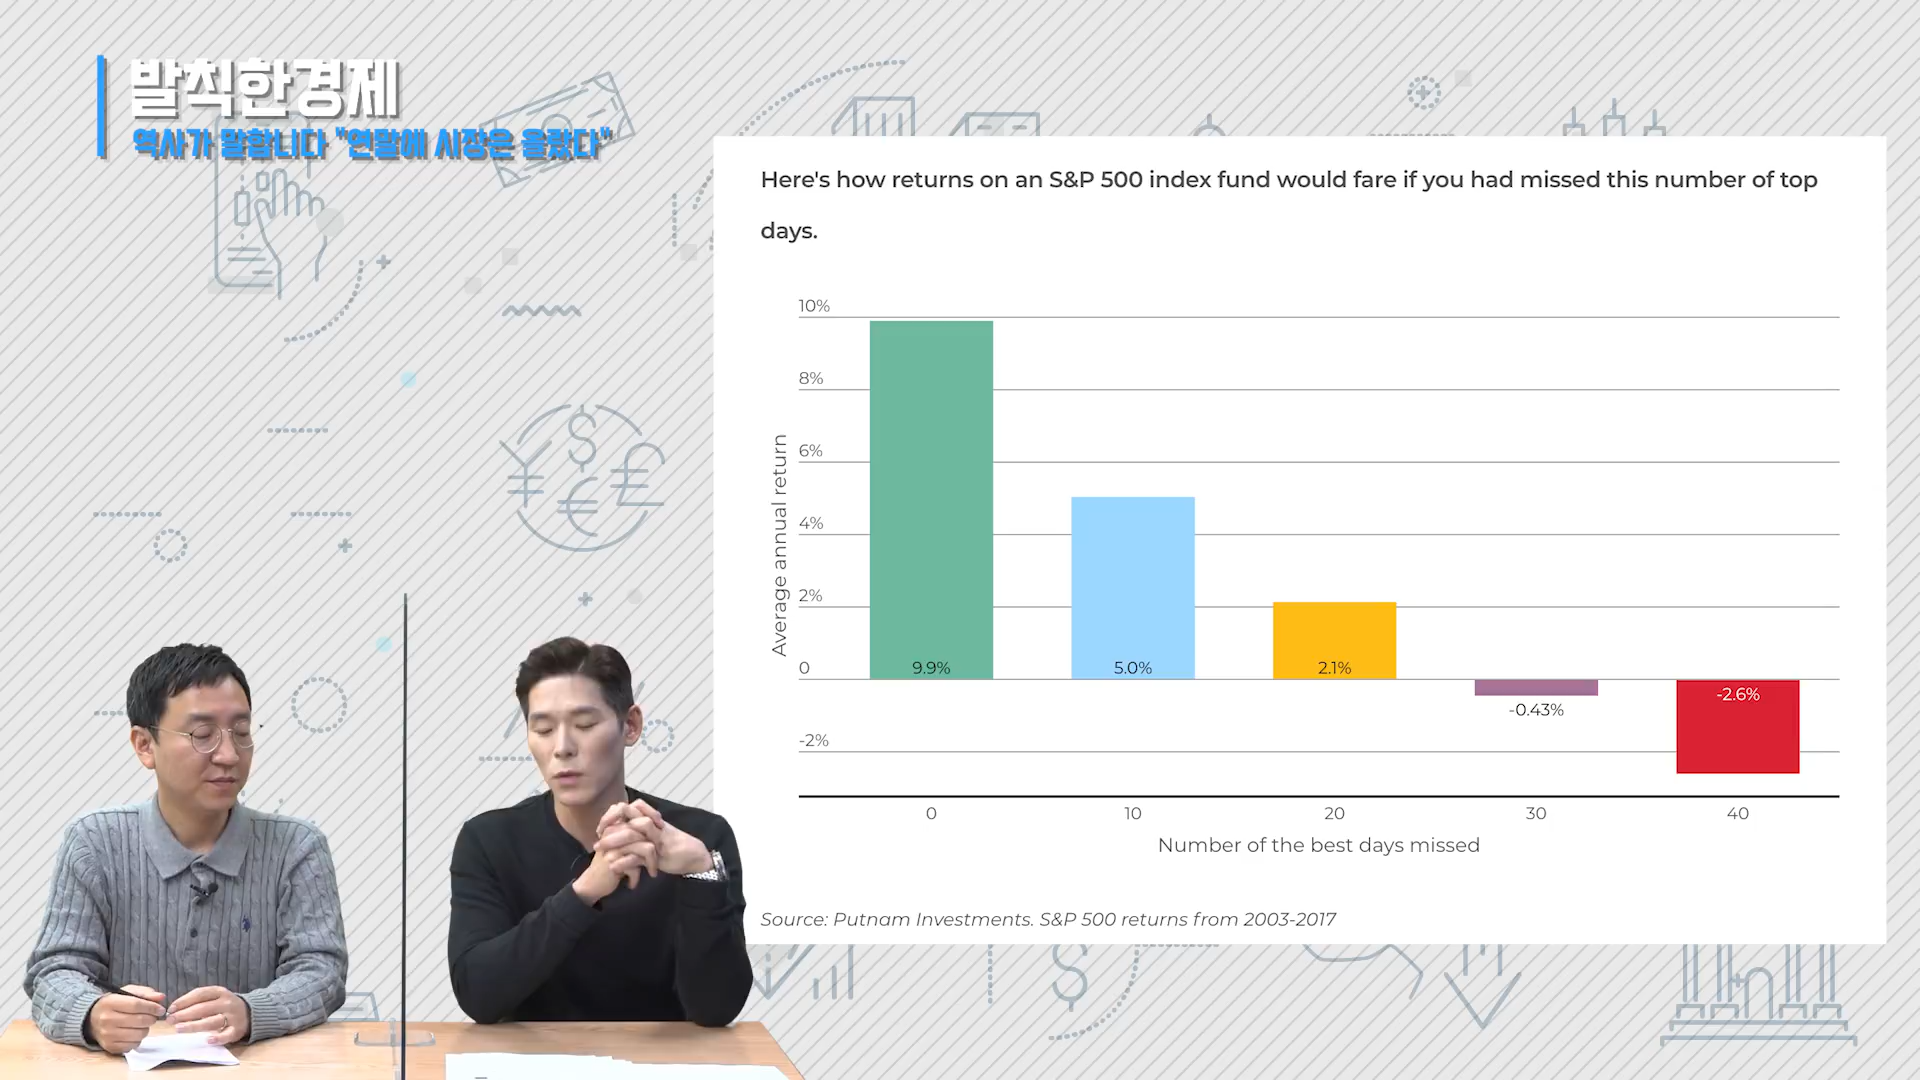 발칙한경제
역사가 말합니다 "연말에 시장은 올랐다"
Here's how returns on an S&P 500 index fund would fare if you had missed this number of top
days.
Average annual return
10%
8%
6%
4%
2%
0
-2%
9.9%
5.0%
2.1%
-0.43%
-2.6%
0
10
20
30
40
Number of the best days missed
Source: Putnam Investments. S&P 500 returns from 2003-2017